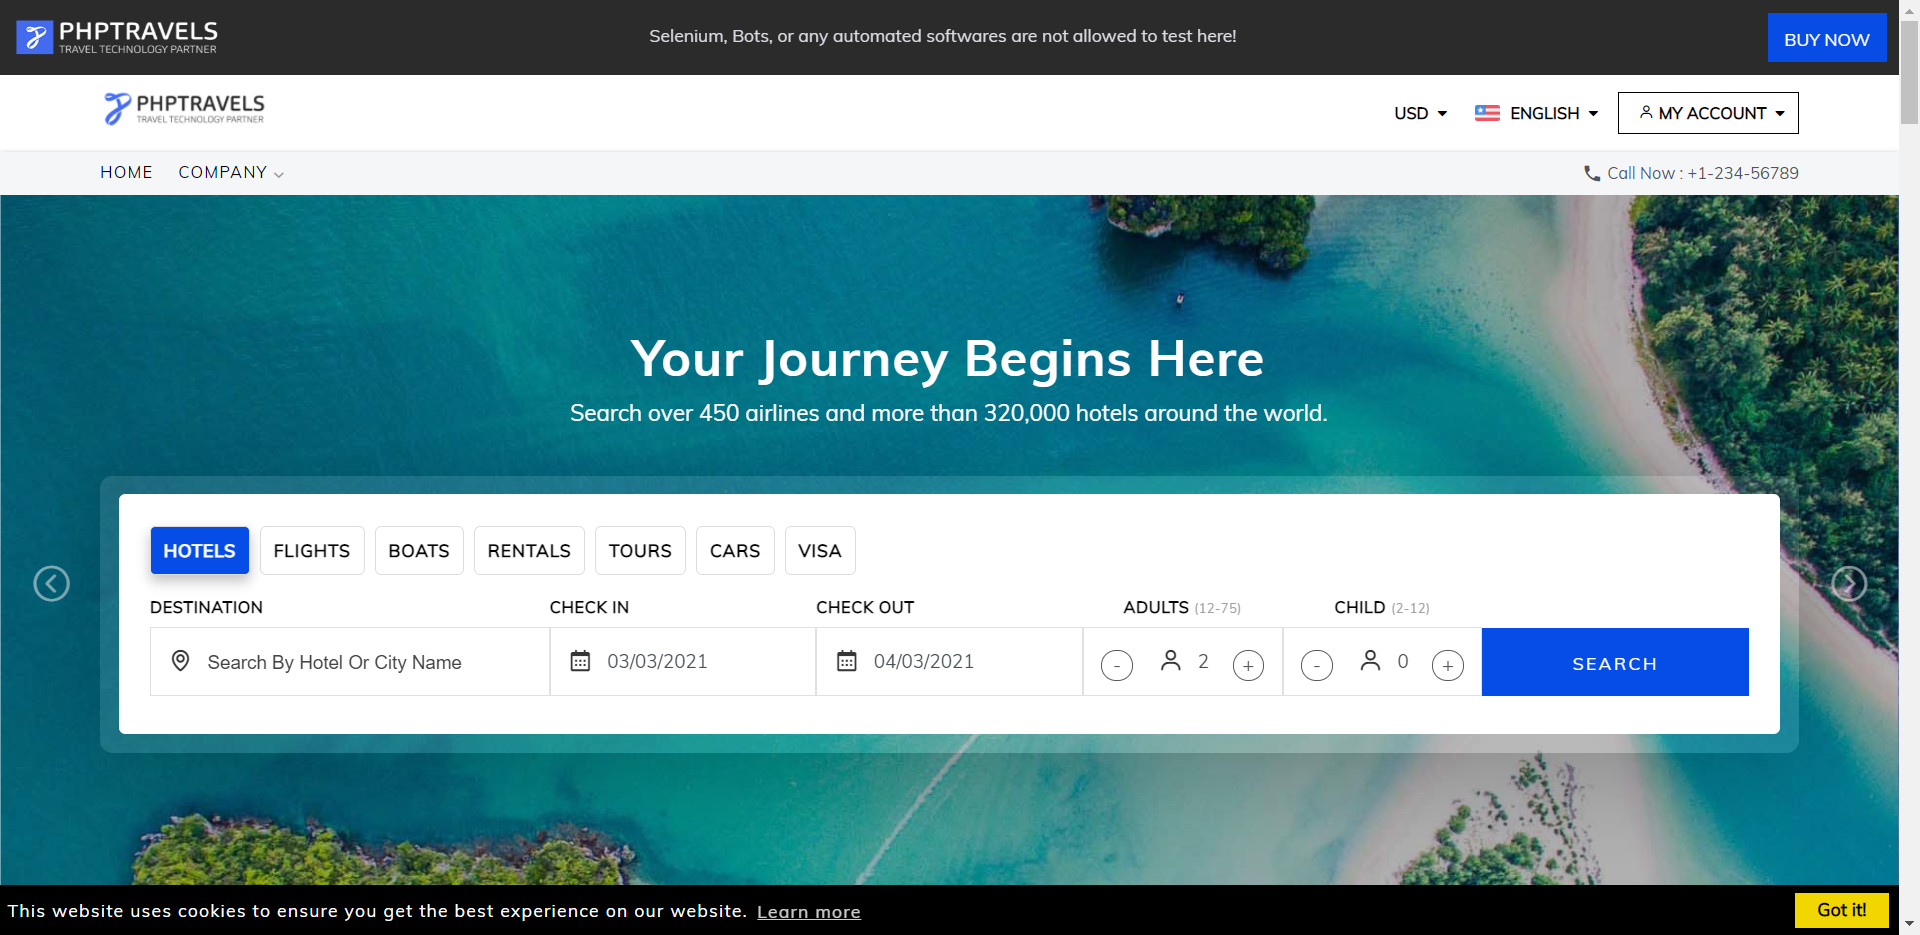 PHPTRAVELS
TRAVEL TECHNOLOGY PARTNER
Selenium, Bots, or any automated softwares are not allowed to test here!
BUY NOW
PHPTRAVELS
TRAVEL TECHNOLOGY PARTNER
USD
ENGLISH
MY ACCOUNT
HOME COMPANY
Call Now : +1-234-56789
Your Journey Begins Here
Search over 450 airlines and more than 320,000 hotels around the world.
HOTELS FLIGHTS BOATS RENTALS TOURS CARS VISA
DESTINATION CHECK IN CHECK OUT ADULTS (12-75) CHILD (2-12)
Search By Hotel Or City Name 03/03/2021 04/03/2021 - 2 + - 0 + SEARCH
This website uses cookies to ensure you get the best experience on our website. Learn more
Got it!